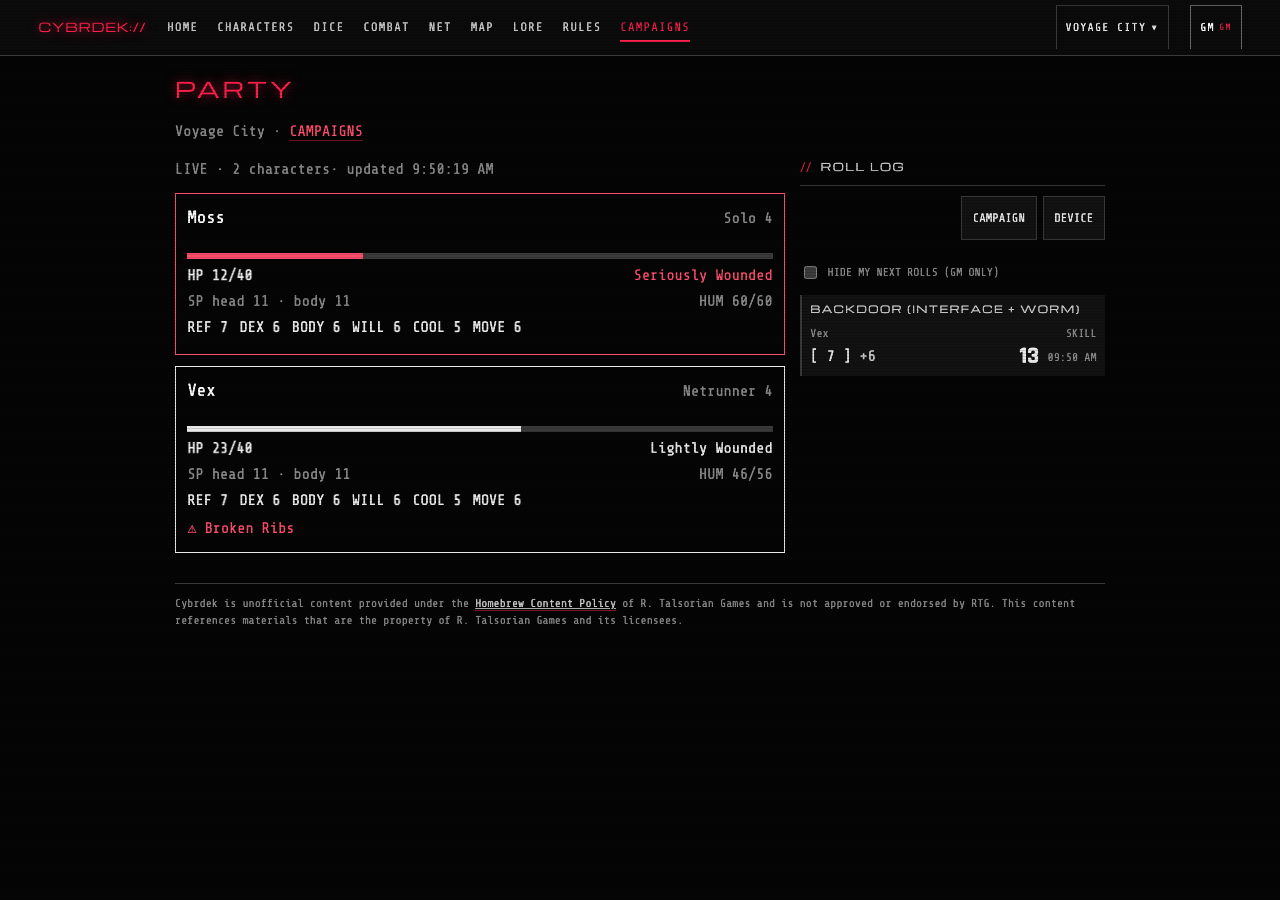 CYBRDEK:// HOME CHARACTERS DICE COMBAT NET MAP LORE RULES CAMPAIGNS VOYAGE CITY ▾ GM GM
PARTY
Voyage City · CAMPAIGNS
LIVE · 2 characters· updated 9:50:19 AM
Moss Solo 4
HP 12/40 Seriously Wounded
SP head 11 · body 11 HUM 60/60
REF 7 DEX 6 BODY 6 WILL 6 COOL 5 MOVE 6
Vex Netrunner 4
HP 23/40 Lightly Wounded
SP head 11 · body 11 HUM 46/56
REF 7 DEX 6 BODY 6 WILL 6 COOL 5 MOVE 6
⚠ Broken Ribs
// ROLL LOG
CAMPAIGN DEVICE
HIDE MY NEXT ROLLS (GM ONLY)
BACKDOOR (INTERFACE + WORM)
Vex SKILL
[ 7 ] +6 13 09:50 AM
Cybrdek is unofficial content provided under the Homebrew Content Policy of R. Talsorian Games and is not approved or endorsed by RTG. This content
references materials that are the property of R. Talsorian Games and its licensees.